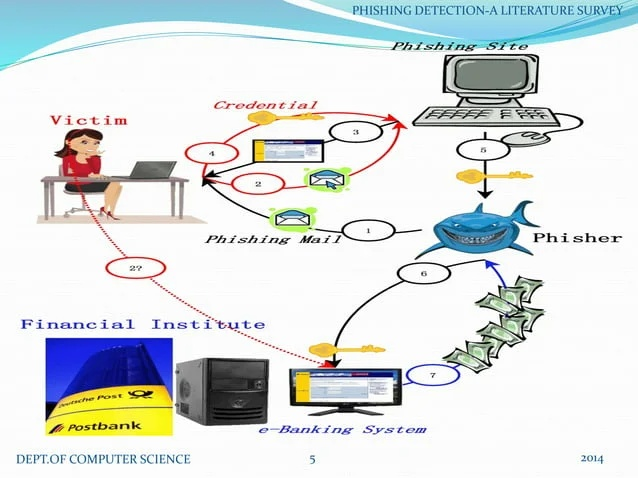 PHISHING DETECTION-A LITERATURE SURVEY
Phishing Site
Credential
Victim
3
4
5
2
1
Phishing Mail
Phisher
2?
6
Financial Institute
7
Deutsche Post
Postbank
e-Banking System
DEPT.OF COMPUTER SCIENCE
5
2014